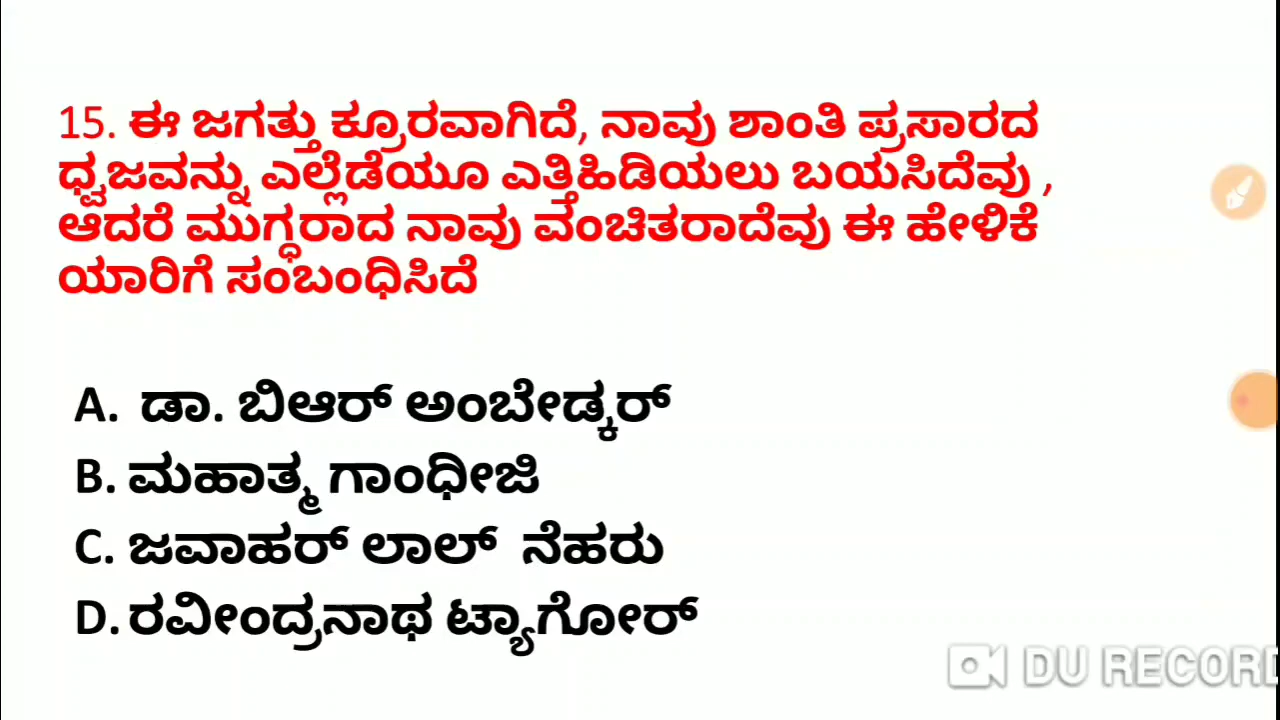 15. ಈ ಜಗತ್ತು ಕ್ರೂರವಾಗಿದೆ, ನಾವು ಶಾಂತಿ ಪ್ರಸಾರದ
ಧ್ವಜವನ್ನು ಎಲ್ಲೆಡೆಯೂ ಎತ್ತಿಹಿಡಿಯಲು ಬಯಸಿದೆವು ,
ಆದರೆ ಮುಗ್ಧರಾದ ನಾವು ವಂಚಿತರಾದೆವು ಈ ಹೇಳಿಕೆ
ಯಾರಿಗೆ ಸಂಬಂಧಿಸಿದೆ
A. ಡಾ. ಬಿಆರ್ ಅಂಬೇಡ್ಕರ್
B. ಮಹಾತ್ಮ ಗಾಂಧೀಜಿ
C. ಜವಾಹರ್ ಲಾಲ್ ನೆಹರು
D. ರವೀಂದ್ರನಾಥ ಟ್ಯಾಗೋರ್
DU RECORD